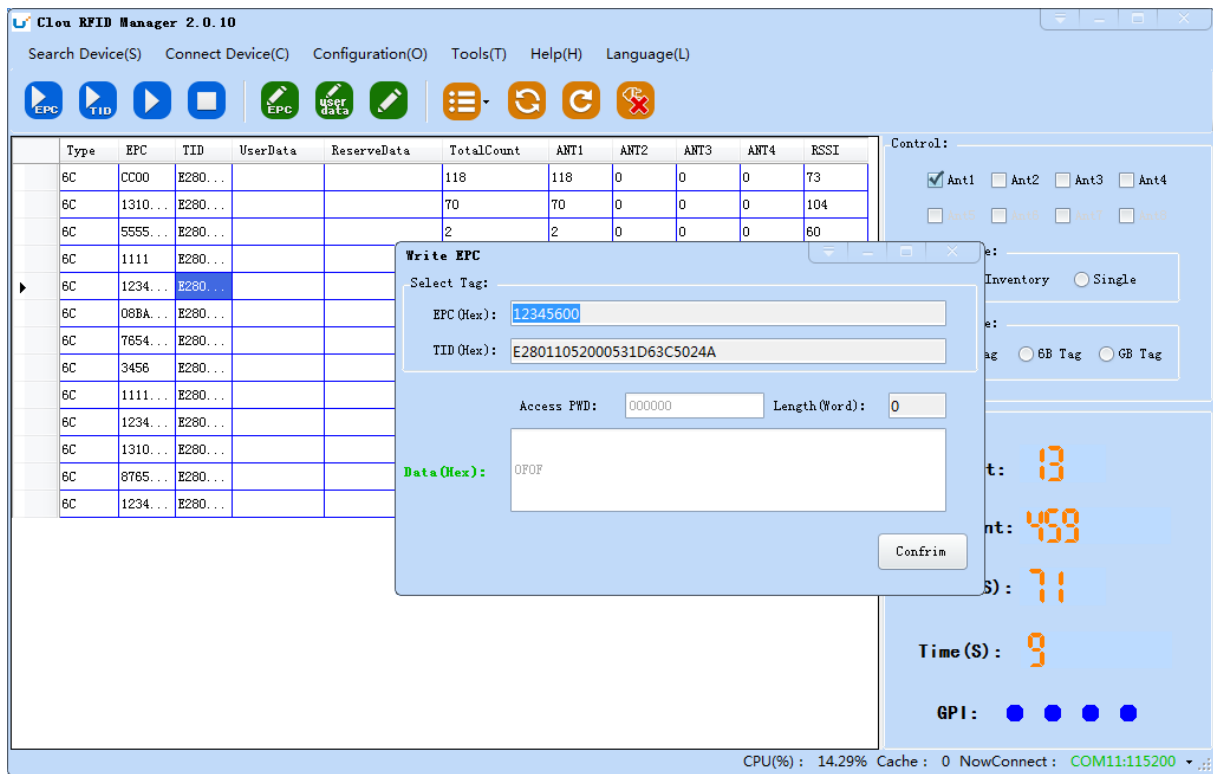 Clou RFID Manager 2.0.10
Search Device(S) Connect Device(C) Configuration(O) Tools(T) Help(H) Language(L)
EPC TID EPC user data
Type EPC TID UserData ReserveData TotalCount ANT1 ANT2 ANT3 ANT4 RSSI
6C CC00 E280... 118 118 0 0 0 73
6C 1310... E280... 70 70 0 0 0 104
6C 5555... E280... 2 2 0 0 0 60
6C 1111 E280...
6C 1234... E280...
6C 08BA... E280...
6C 7654... E280...
6C 3456 E280...
6C 1111... E280...
6C 1234... E280...
6C 1310... E280...
6C 8765... E280...
6C 1234... E280...
Write EPC
Select Tag:
EPC(Hex): 12345600
TID(Hex): E28011052000531D63C5024A
Access PWD: 000000 Length(Word): 0
Data(Hex): 0F0F
Confrim
Control:
Ant1 Ant2 Ant3 Ant4
e:
Inventory Single
e:
ag 6B Tag GB Tag
t: 13
nt: 459
S): 71
Time(S): 9
GPI:
CPU(%) : 14.29% Cache : 0 NowConnect : COM11:115200